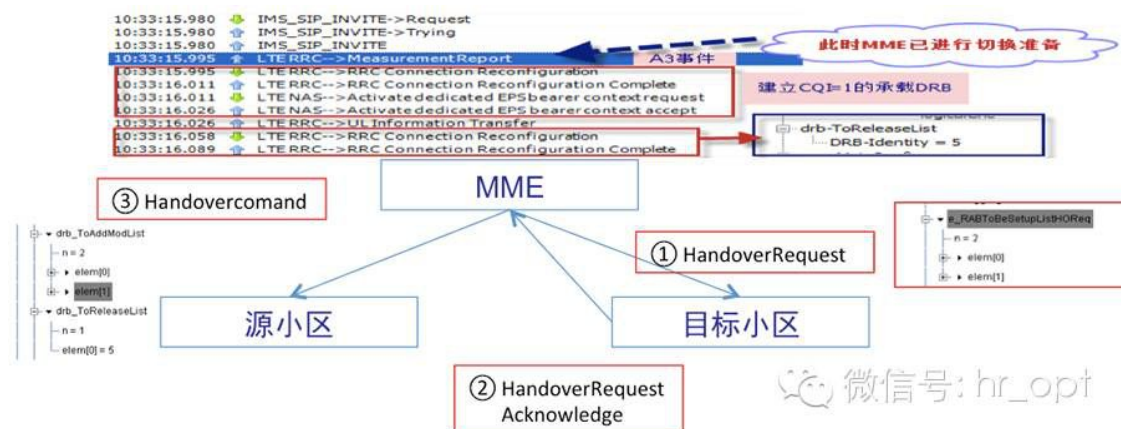 10:33:15.980 IMS_SIP_INVITE->Request
10:33:15.980 IMS_SIP_INVITE->Trying
10:33:15.980 IMS_SIP_INVITE
10:33:15.995 LTE RRC-->Measurement Report
A3事件
此时MME已进行切换准备
10:33:15.995 LTE RRC-->RRC Connection Reconfiguration
10:33:16.011 LTE RRC-->RRC Connection Reconfiguration Complete
10:33:16.011 LTE NAS-->Activate dedicated EPS bearer context request
10:33:16.026 LTE NAS-->Activate dedicated EPS bearer context accept
10:33:16.026 LTE RRC-->UL Information Transfer
10:33:16.058 LTE RRC-->RRC Connection Reconfiguration
10:33:16.089 LTE RRC-->RRC Connection Reconfiguration Complete
建立CQI=1的承载DRB
drb-ToReleaseList
DRB-Identity = 5
MME
③ Handovercomand
drb_ToAddModList
n = 2
elem[0]
elem[1]
drb_ToReleaseList
n = 1
elem[0] = 5
① HandoverRequest
e_RABToBeSetupListHOReq
n = 2
elem[0]
elem[1]
源小区
目标小区
② HandoverRequest
Acknowledge
微信号: hr_opt